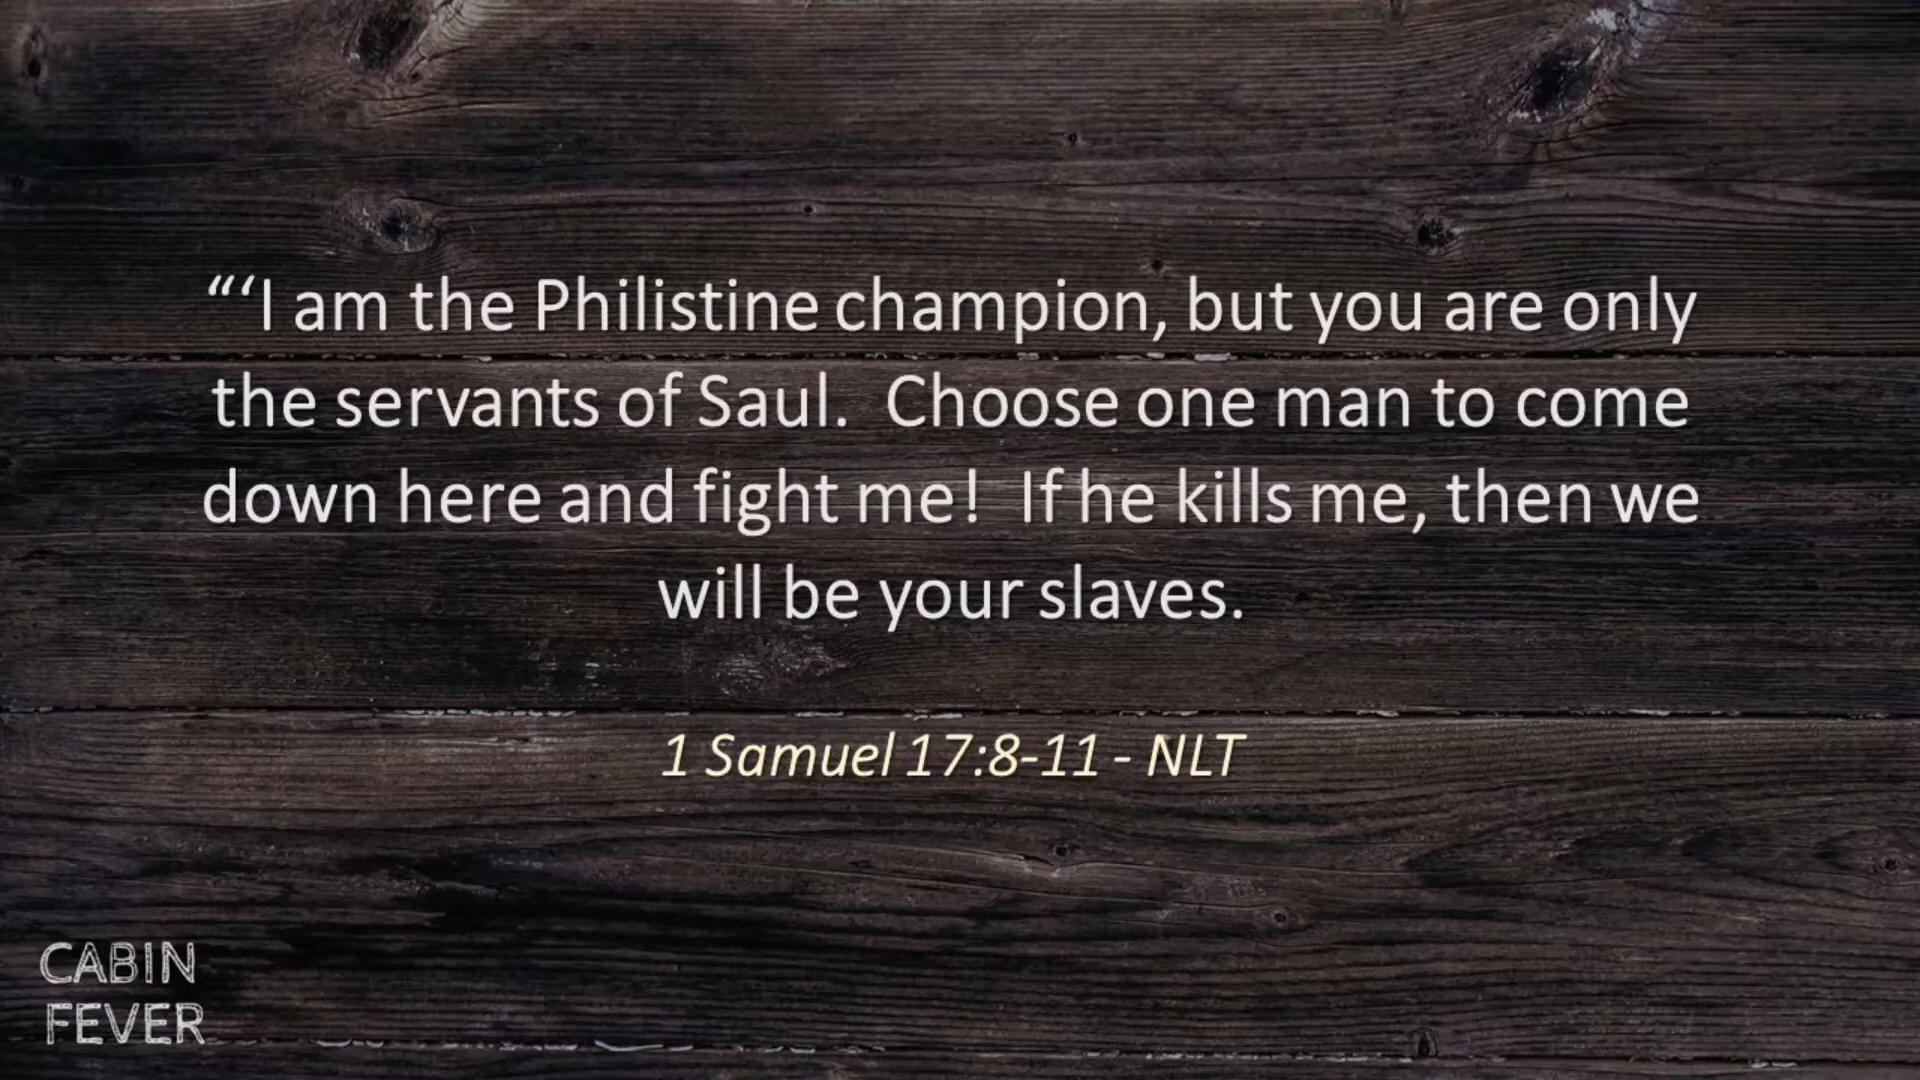 “‘I am the Philistine champion, but you are only
the servants of Saul.  Choose one man to come
down here and fight me!  If he kills me, then we
will be your slaves.
1 Samuel 17:8-11 - NLT
CABIN
FEVER